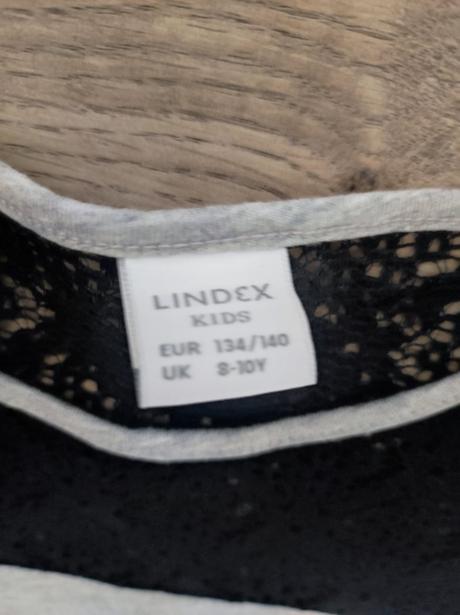 LINDEX
KIDS
EUR 134/140
UK 8-10Y